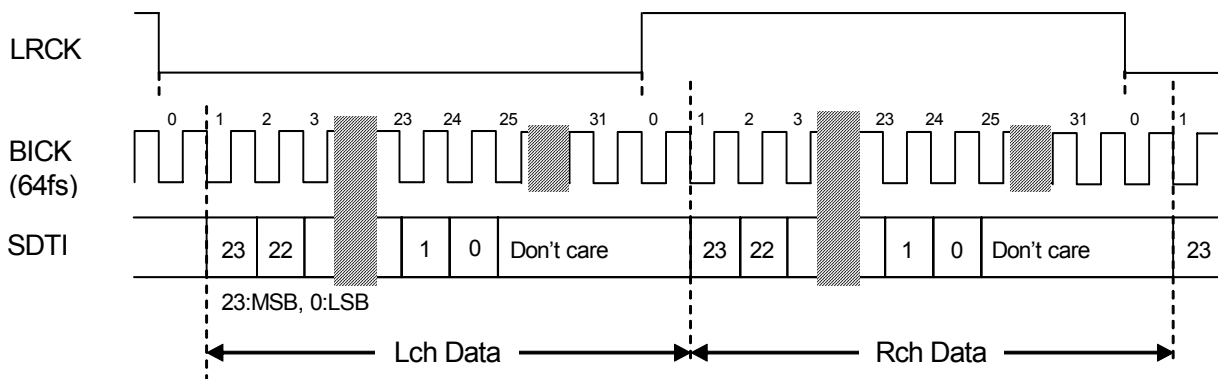 LRCK
0 1 2 3 23 24 25 31 0 1 2 3 23 24 25 31 0 1
BICK
(64fs)
SDTI
23 22 1 0 Don't care 23 22 1 0 Don't care 23
23:MSB, 0:LSB
Lch Data Rch Data